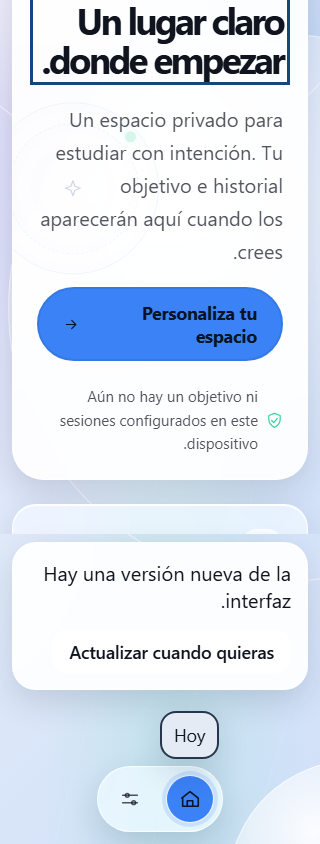 Un lugar claro
.donde empezar
Un espacio privado para
estudiar con intención. Tu
objetivo e historial
aparecerán aquí cuando los
.crees
Personaliza tu
espacio
Aún no hay un objetivo ni
sesiones configurados en este
.dispositivo
Hay una versión nueva de la
.interfaz
Actualizar cuando quieras
Hoy